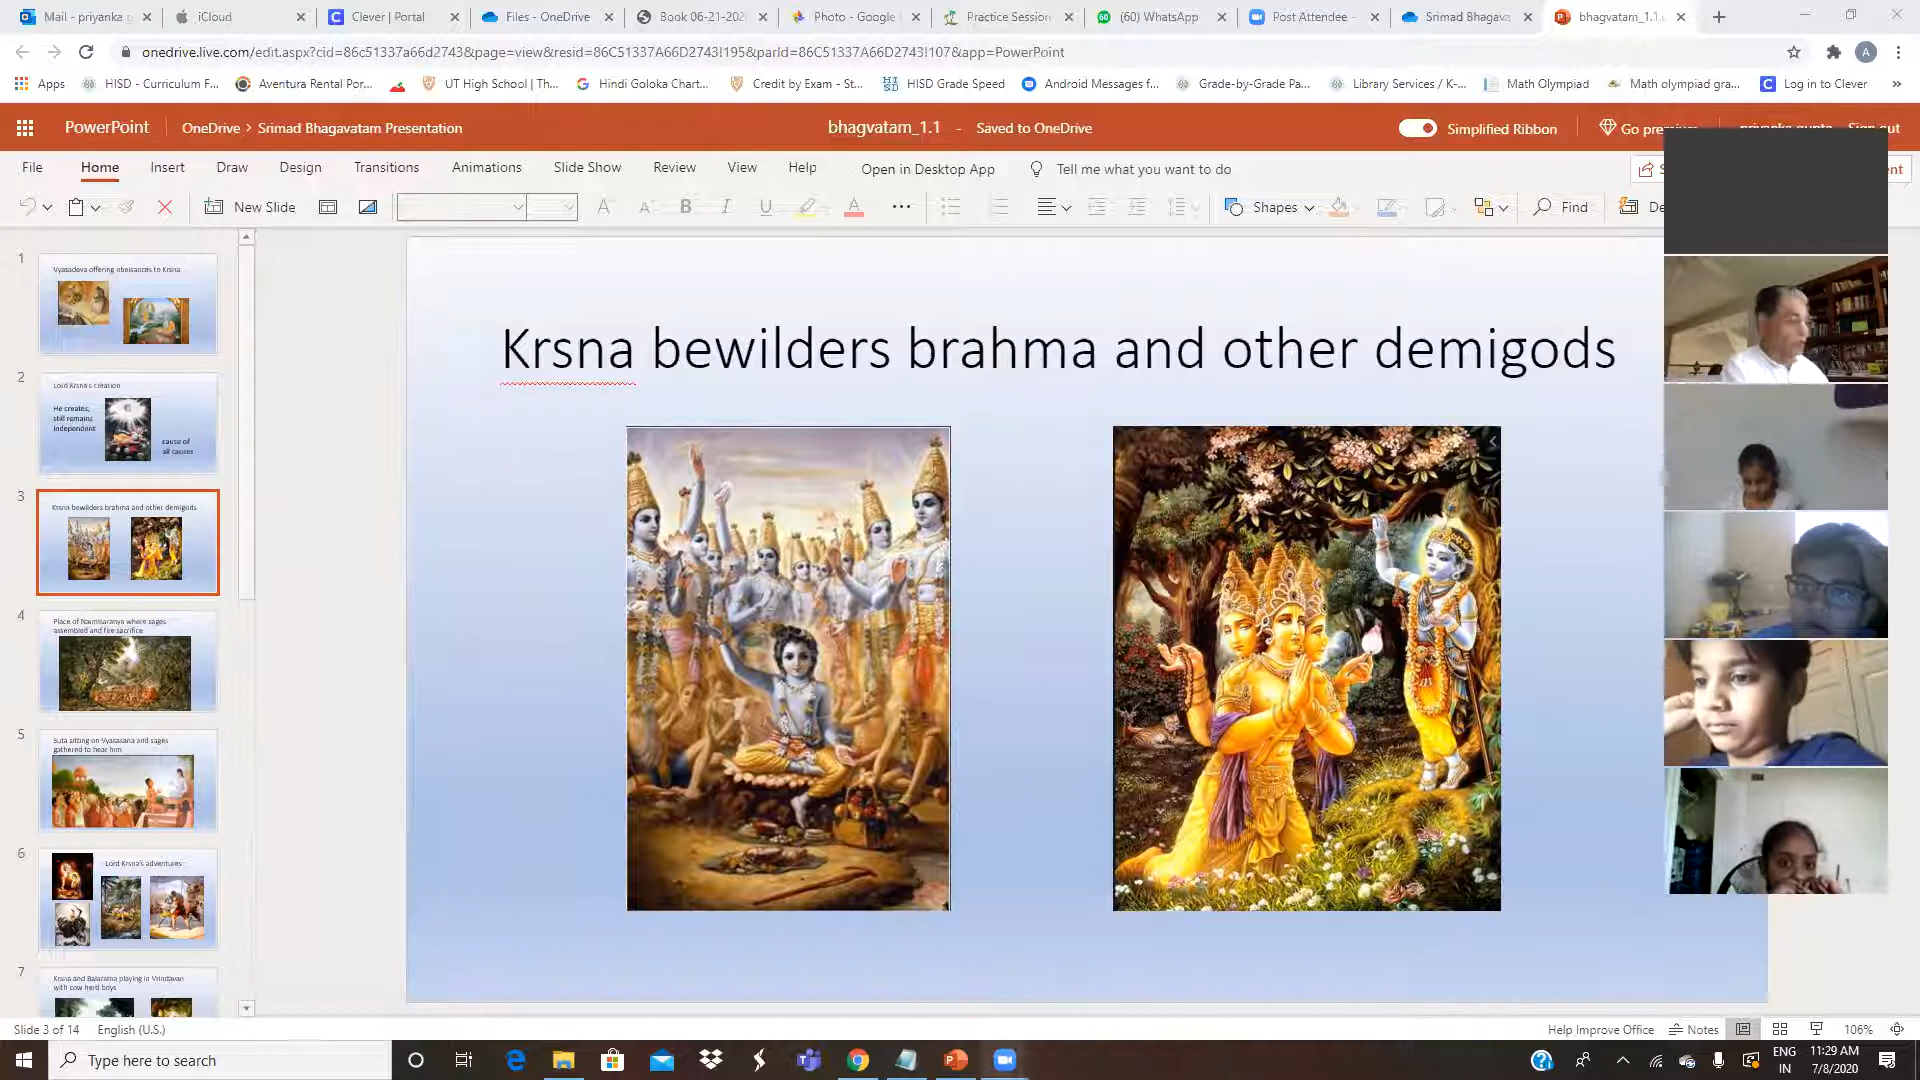 Mail - priyanka g
iCloud
Clever | Portal
Files - OneDrive
Book 06-21-202
Photo - Google
Practice Session
(60) WhatsApp
Post Attendee -
Srimad Bhagava
bhagvatam_1.1
onedrive.live.com/edit.aspx?cid=86c51337a66d2743&page=view&resid=86C51337A66D2743!195&parId=86C51337A66D2743!107&app=PowerPoint
A
Apps
HISD - Curriculum F...
Aventura Rental Por...
UT High School | Th...
Hindi Goloka Chart...
Credit by Exam - St...
HISD Grade Speed
Android Messages f...
Grade-by-Grade Pa...
Library Services / K-...
Math Olympiad
Math olympiad gra...
Log in to Clever
»
PowerPoint
OneDrive > Srimad Bhagavatam Presentation
bhagvatam_1.1 - Saved to OneDrive
Simplified Ribbon
Go premium
priyanka gupta
Sign out
File
Home
Insert
Draw
Design
Transitions
Animations
Slide Show
Review
View
Help
Open in Desktop App
Tell me what you want to do
New Slide
B
I
U
A
Shapes
Find
De
1
Vyasadeva offering obeisances to Krsna
2
Lord Krsna's creation
He creates;
still remains
independent
cause of
all causes
3
Krsna bewilders brahma and other demigods
4
Place of Naimisaranya where sages
assembled and fire sacrifice
5
Suta sitting on Vyasasana and sages
gathered to hear him
6
Lord Krsna's adventures
7
Krsna and Balarama playing in Vrindavan
with cow herd boys
Krsna bewilders brahma and other demigods
Slide 3 of 14
English (U.S.)
Help Improve Office
Notes
106%
Type here to search
ENG
IN
11:29 AM
7/8/2020